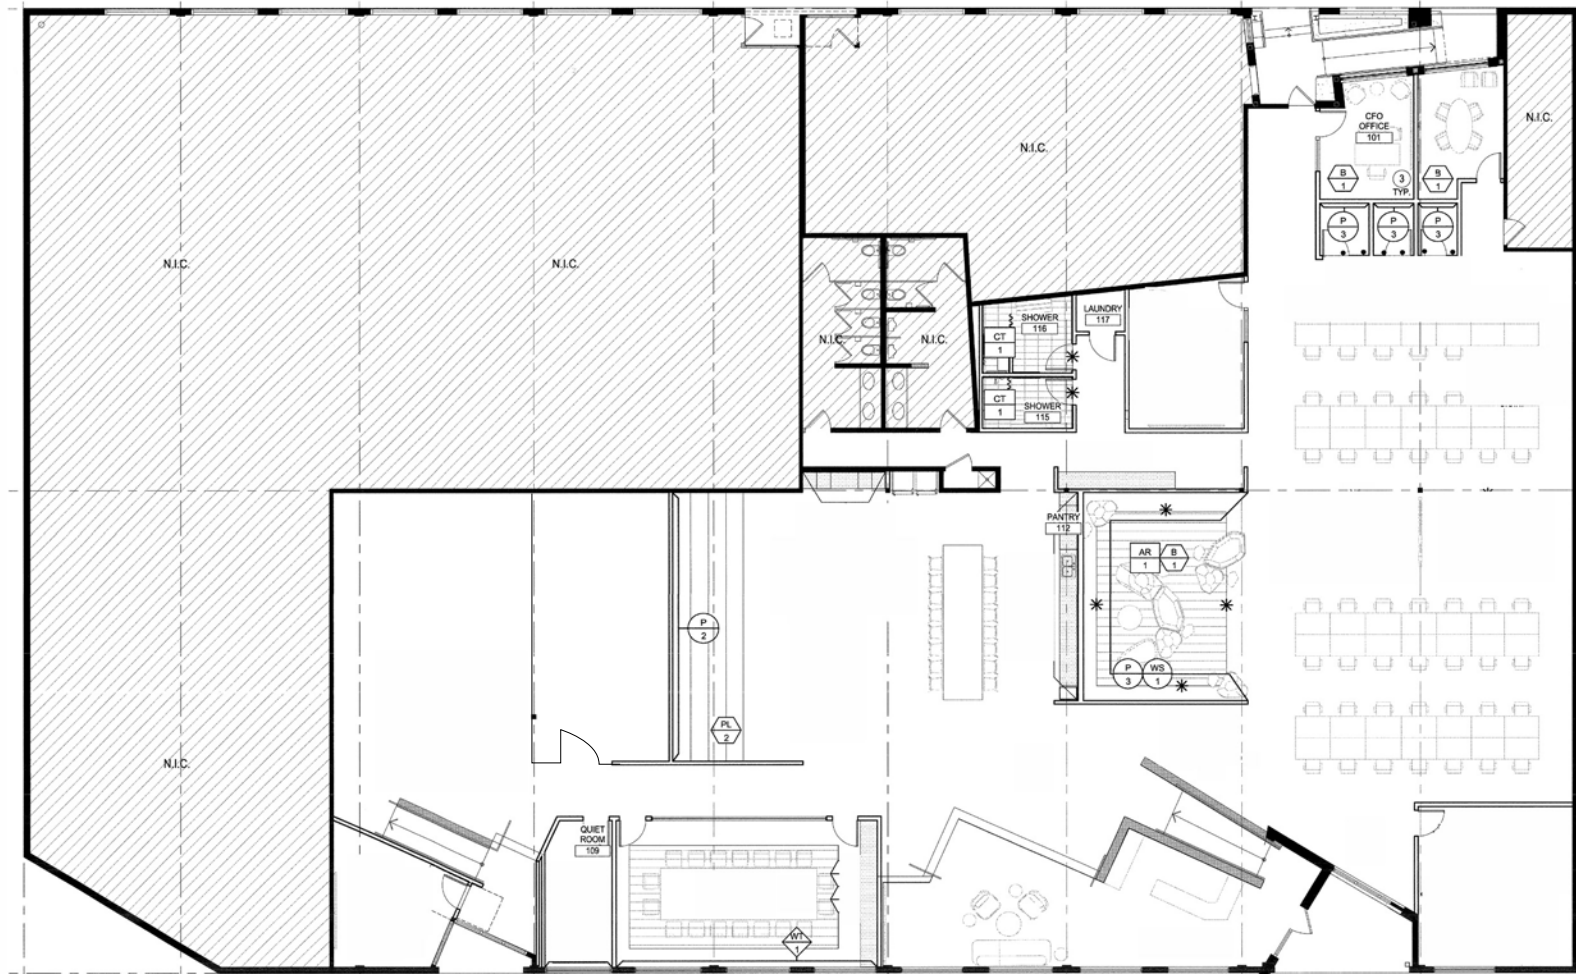 CFO
OFFICE
101
N.I.C.
N.I.C.
B
1
3
TYP.
B
1
P
3
P
3
P
3
N.I.C.
N.I.C.
SHOWER
116
LAUNDRY
117
CT
1
N.I.C.
N.I.C.
CT
1
SHOWER
115
PANTRY
112
AR
1
B
1
P
2
P
3
WS
1
PL
2
N.I.C.
QUIET
ROOM
109
WT
1